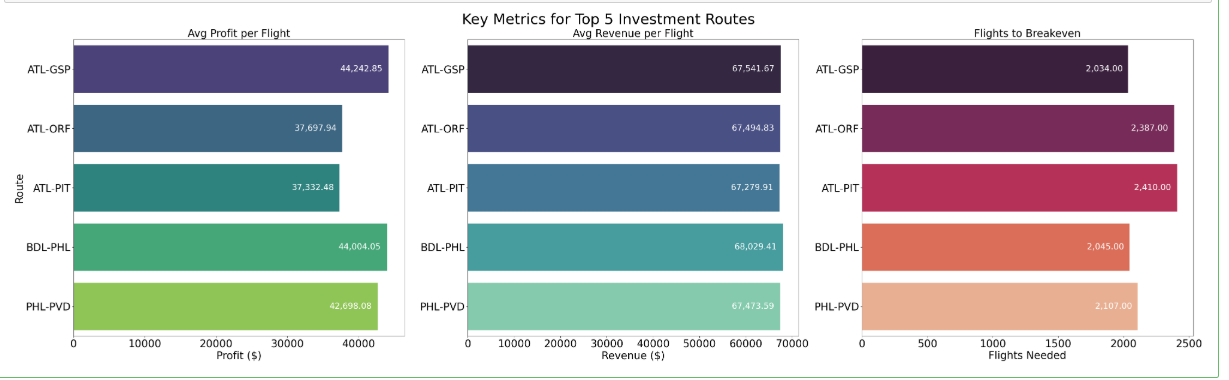 Key Metrics for Top 5 Investment Routes
Avg Profit per Flight
Route
ATL-GSP
44,242.85
ATL-ORF
37,697.94
ATL-PIT
37,332.48
BDL-PHL
44,004.05
PHL-PVD
42,698.08
0 10000 20000 30000 40000
Profit ($)
Avg Revenue per Flight
ATL-GSP
67,541.67
ATL-ORF
67,494.83
ATL-PIT
67,279.91
BDL-PHL
68,029.41
PHL-PVD
67,473.59
0 10000 20000 30000 40000 50000 60000 70000
Revenue ($)
Flights to Breakeven
ATL-GSP
2,034.00
ATL-ORF
2,387.00
ATL-PIT
2,410.00
BDL-PHL
2,045.00
PHL-PVD
2,107.00
0 500 1000 1500 2000 2500
Flights Needed